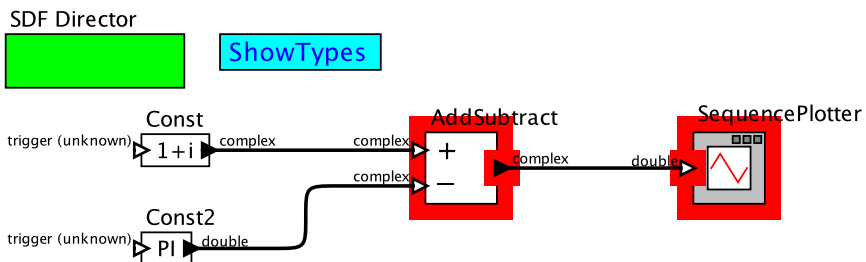 SDF Director
ShowTypes
Const
trigger (unknown)
1+i
complex
complex
AddSubtract
+
−
complex
complex
SequencePlotter
double
Const2
trigger (unknown)
PI
double